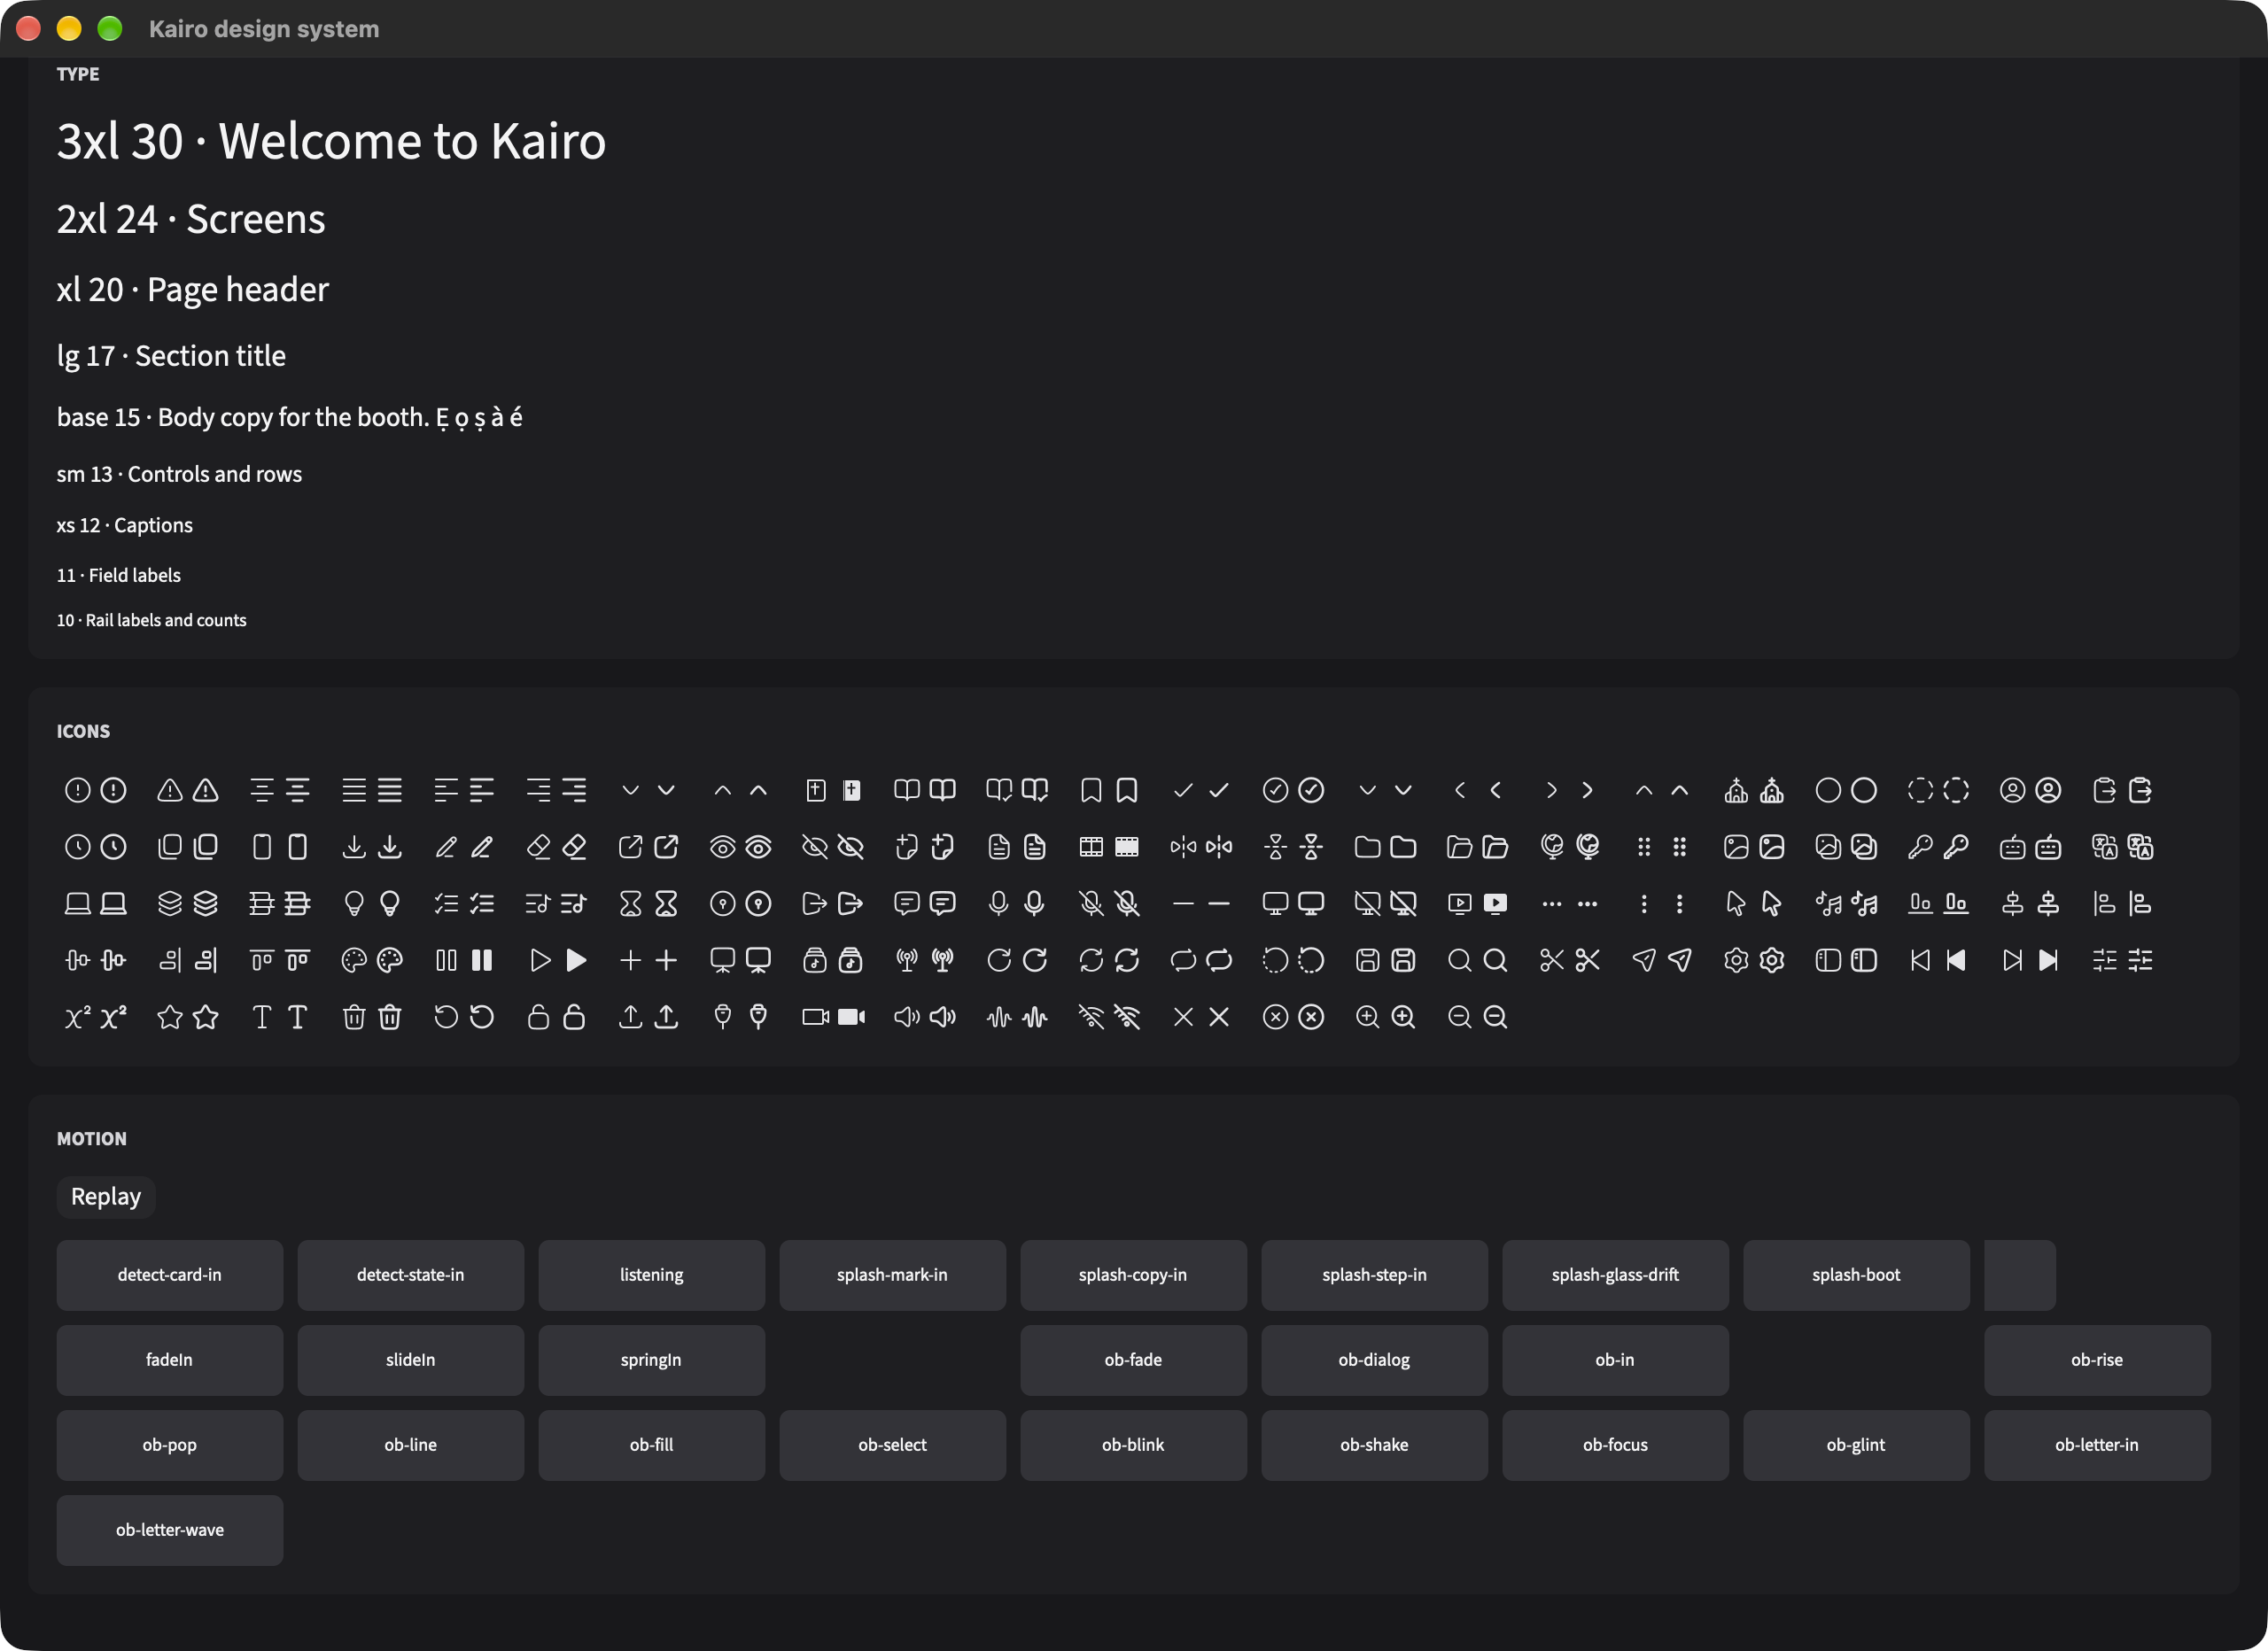 Kairo design system
TYPE
3xl 30 · Welcome to Kairo
2xl 24 · Screens
xl 20 · Page header
lg 17 · Section title
base 15 · Body copy for the booth. Ẹ ọ ṣ à é
sm 13 · Controls and rows
xs 12 · Captions
11 · Field labels
10 · Rail labels and counts
ICONS
MOTION
Replay
detect-card-in detect-state-in listening splash-mark-in splash-copy-in splash-step-in splash-glass-drift splash-boot
fadeIn slideIn springIn ob-fade ob-dialog ob-in ob-rise
ob-pop ob-line ob-fill ob-select ob-blink ob-shake ob-focus ob-glint ob-letter-in
ob-letter-wave